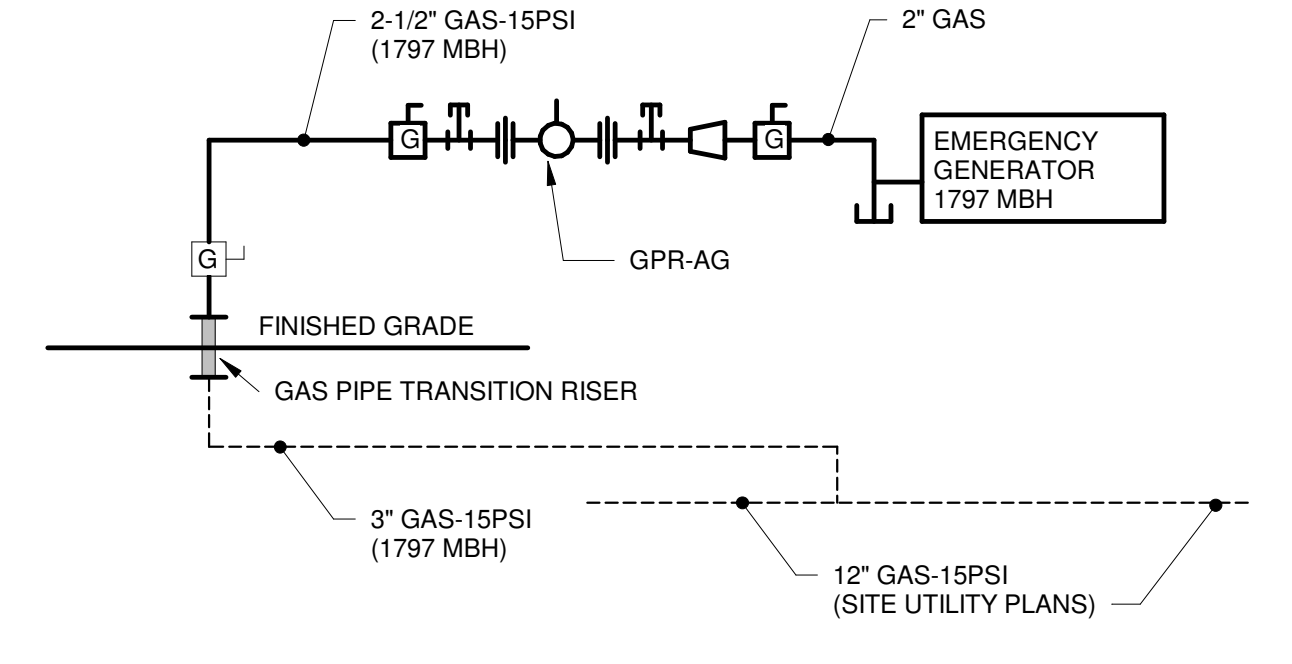 2-1/2" GAS-15PSI
(1797 MBH)
2" GAS
G
G
EMERGENCY
GENERATOR
1797 MBH
G
GPR-AG
FINISHED GRADE
GAS PIPE TRANSITION RISER
3" GAS-15PSI
(1797 MBH)
12" GAS-15PSI
(SITE UTILITY PLANS)